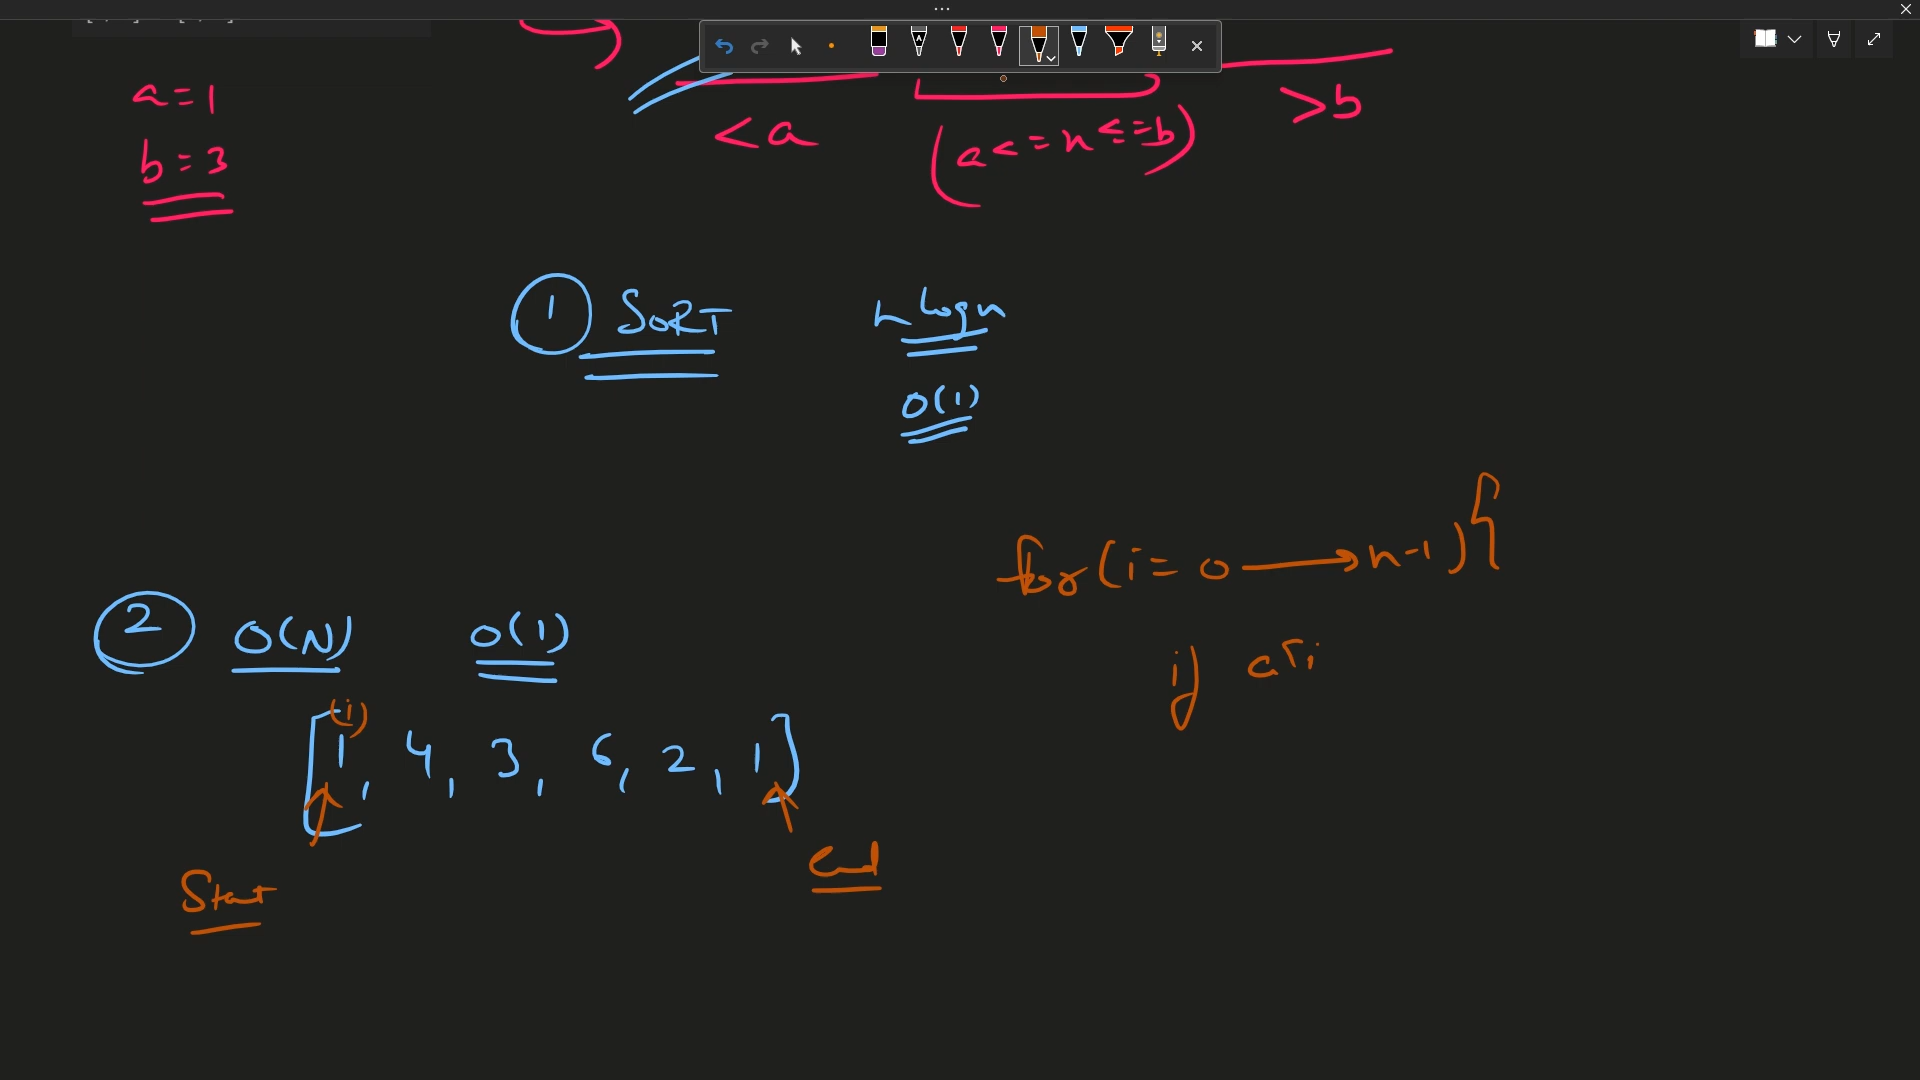 a = 1
b = 3
< a
(a <= n <= b)
> b
1 SORT
n log n
O(1)
for (i = 0 → n-1) {
if a[i
2 O(N) O(1)
(i)
[1, 4, 3, 6, 2, 1]
Start
end